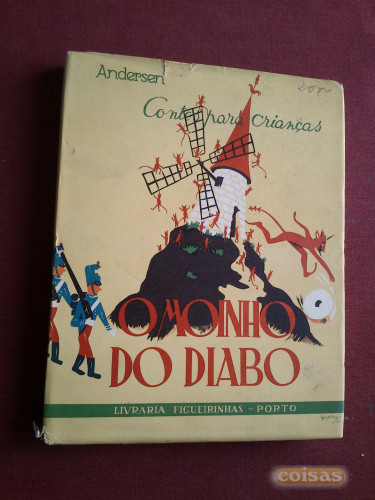 Andersen
Contos para crianças
O MOINHO
DO DIABO
LIVRARIA FIGUEIRINHAS - PORTO
coisas